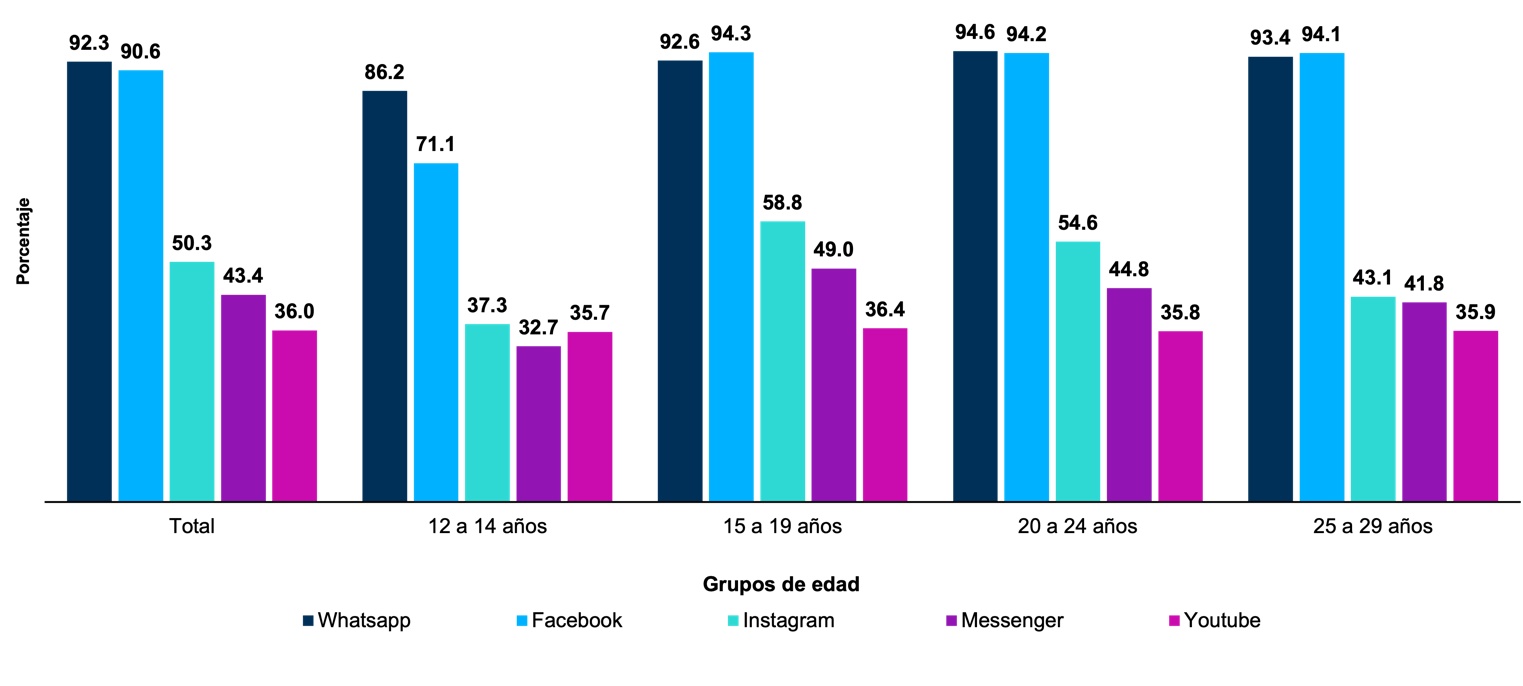 92.3 90.6 50.3 43.4 36.0
86.2 71.1 37.3 32.7 35.7
92.6 94.3 58.8 49.0 36.4
94.6 94.2 54.6 44.8 35.8
93.4 94.1 43.1 41.8 35.9
Porcentaje
Total 12 a 14 años 15 a 19 años 20 a 24 años 25 a 29 años
Grupos de edad
Whatsapp Facebook Instagram Messenger Youtube